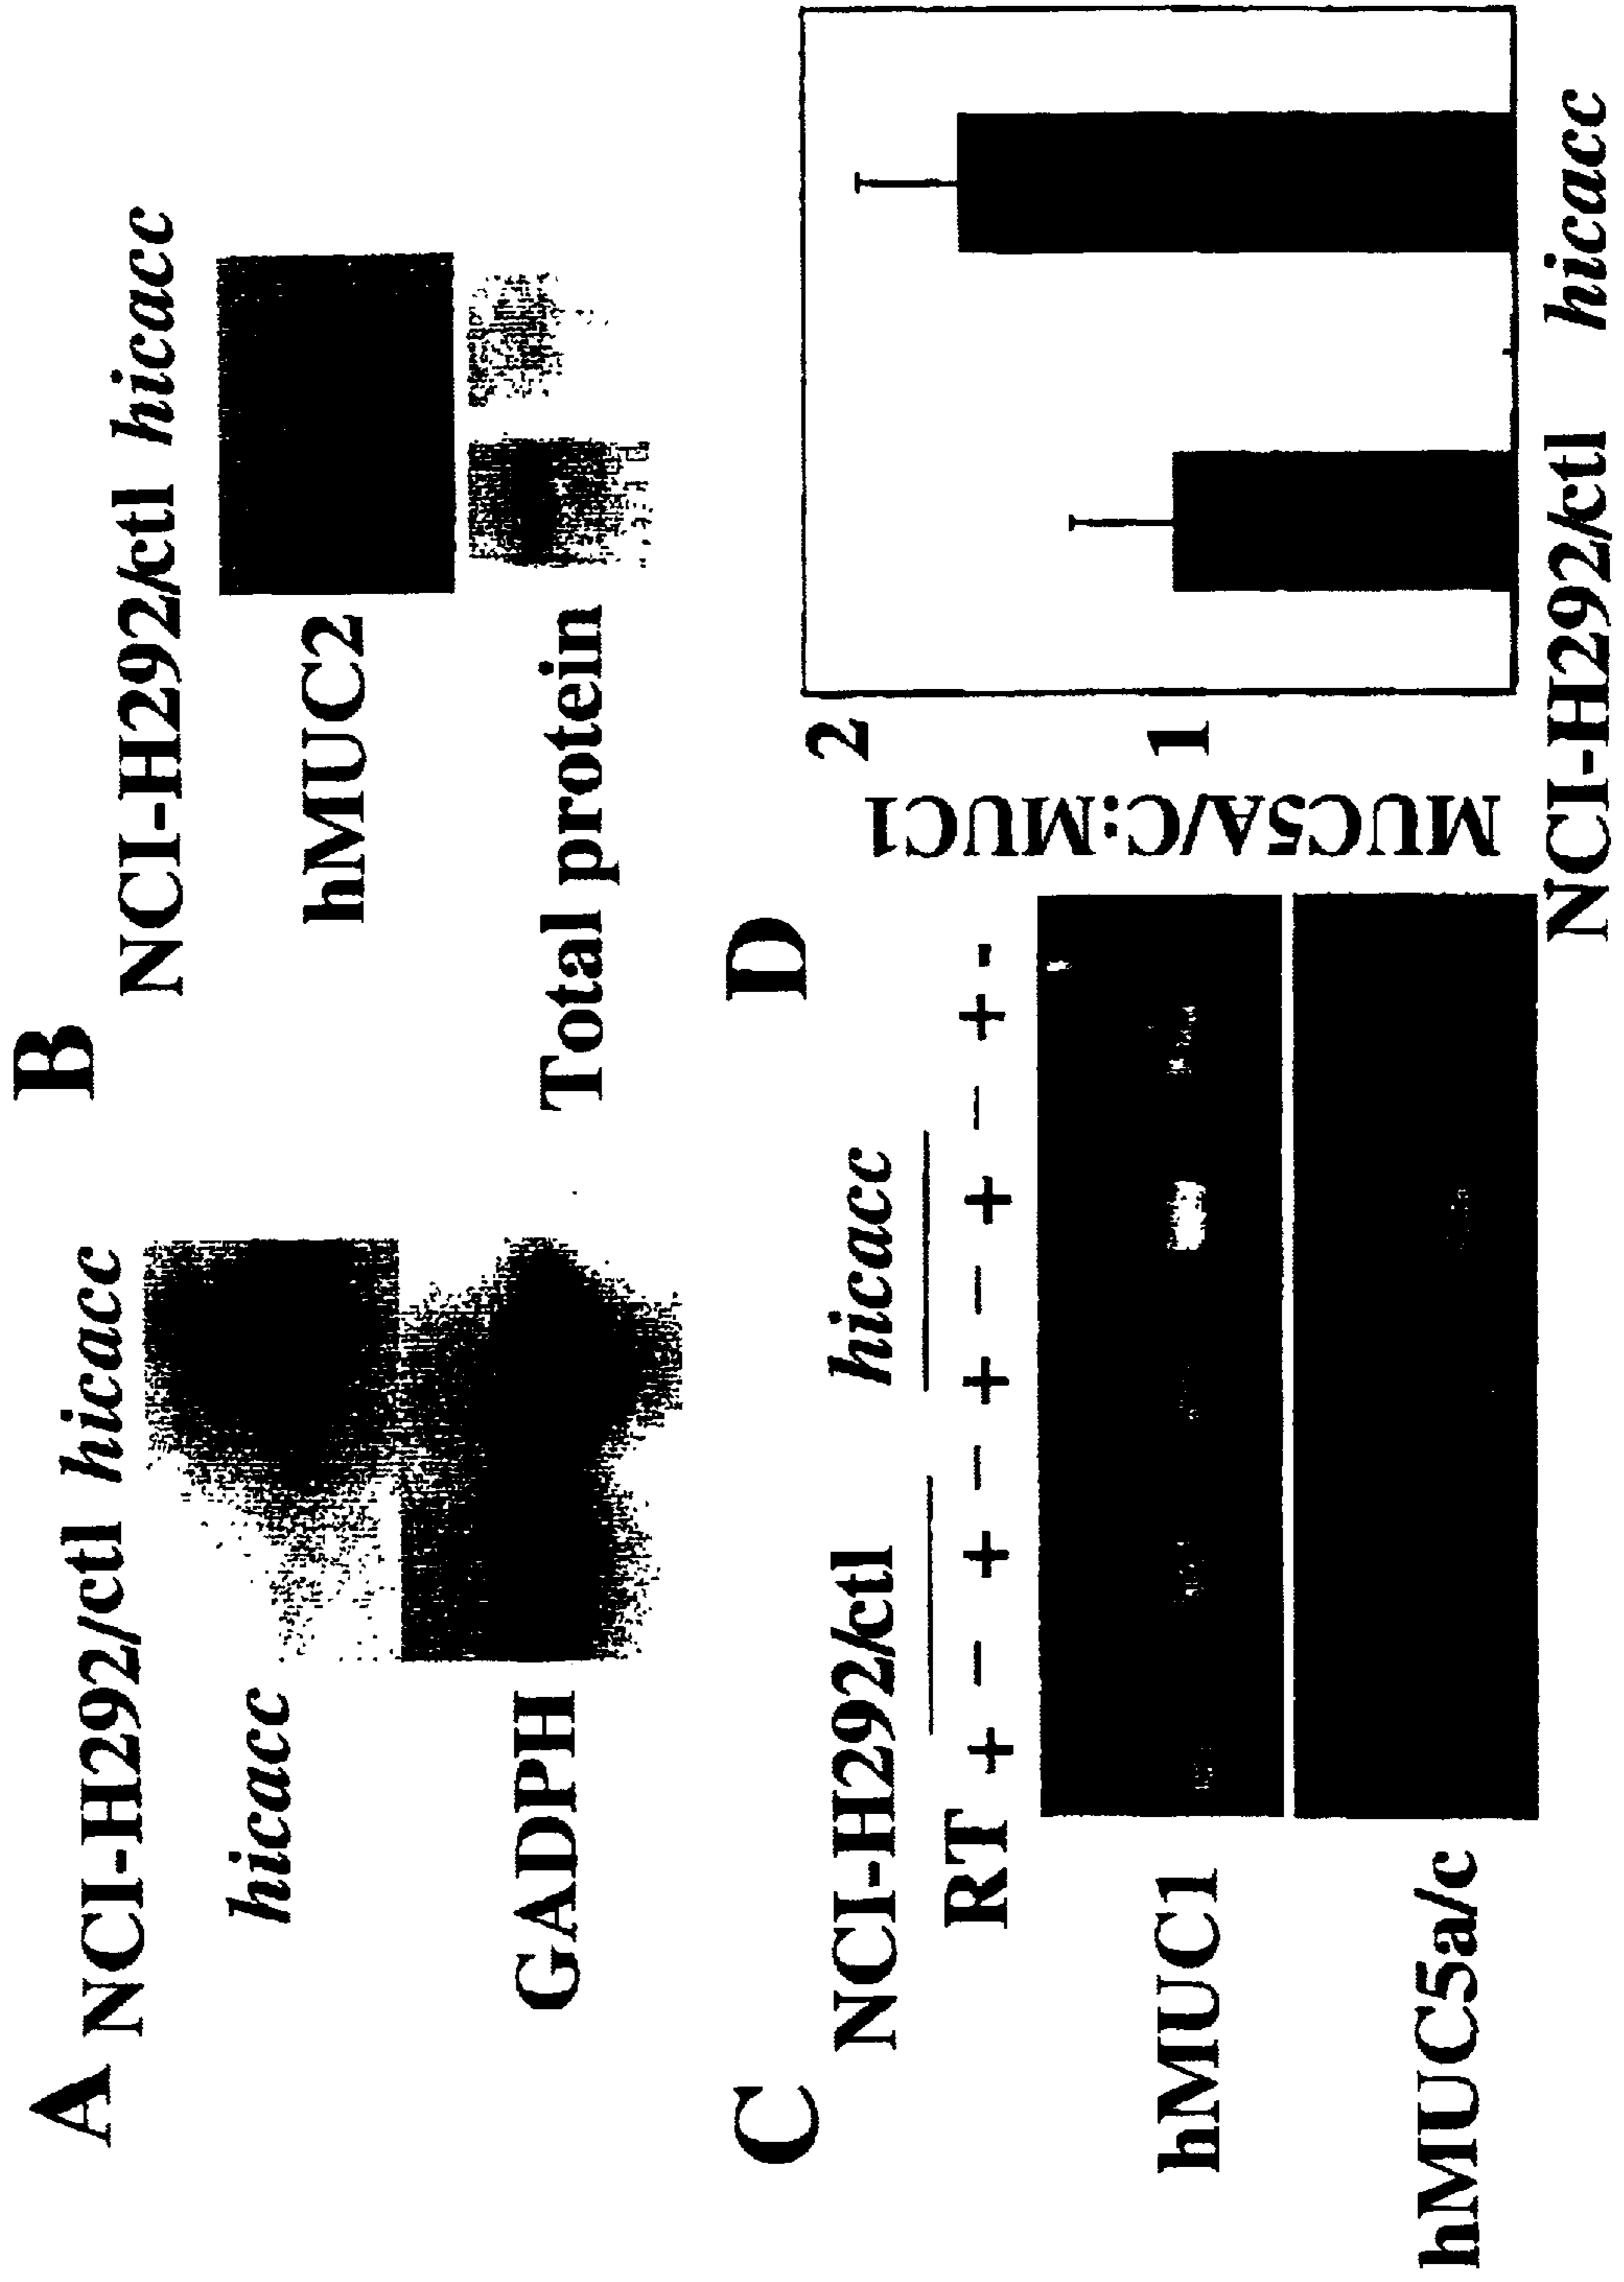 A
NCI-H292/ctl hicacc
hicacc
GADPH
B
NCI-H292/ctl hicacc
hMUC2
Total protein
C
NCI-H292/ctl hicacc
RT + - - + - + - + - + -
hMUC1
hMUC5a/c
D
MUC5A/C:MUC1
2
1
NCI-H292/ctl hicacc